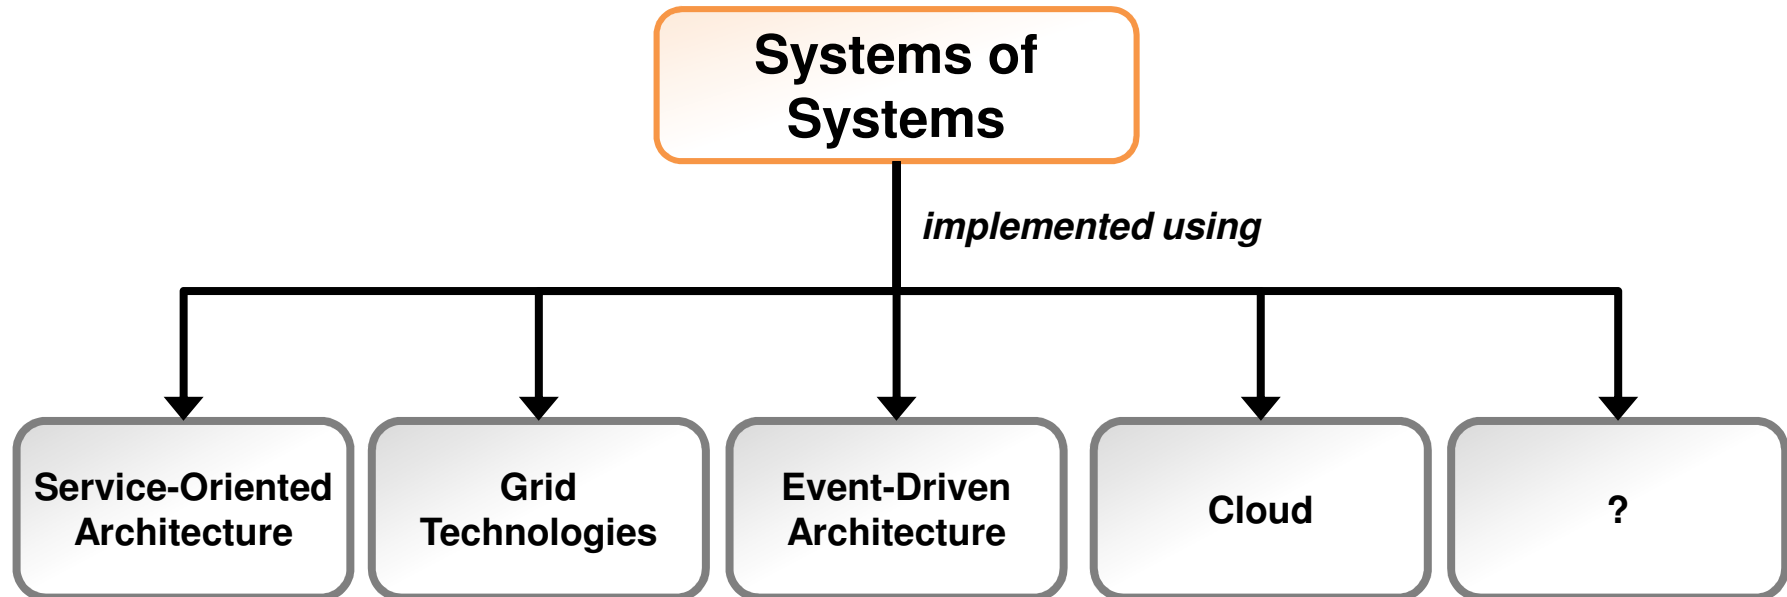 Systems of
Systems
implemented using
Service-Oriented
Architecture
Grid
Technologies
Event-Driven
Architecture
Cloud
?